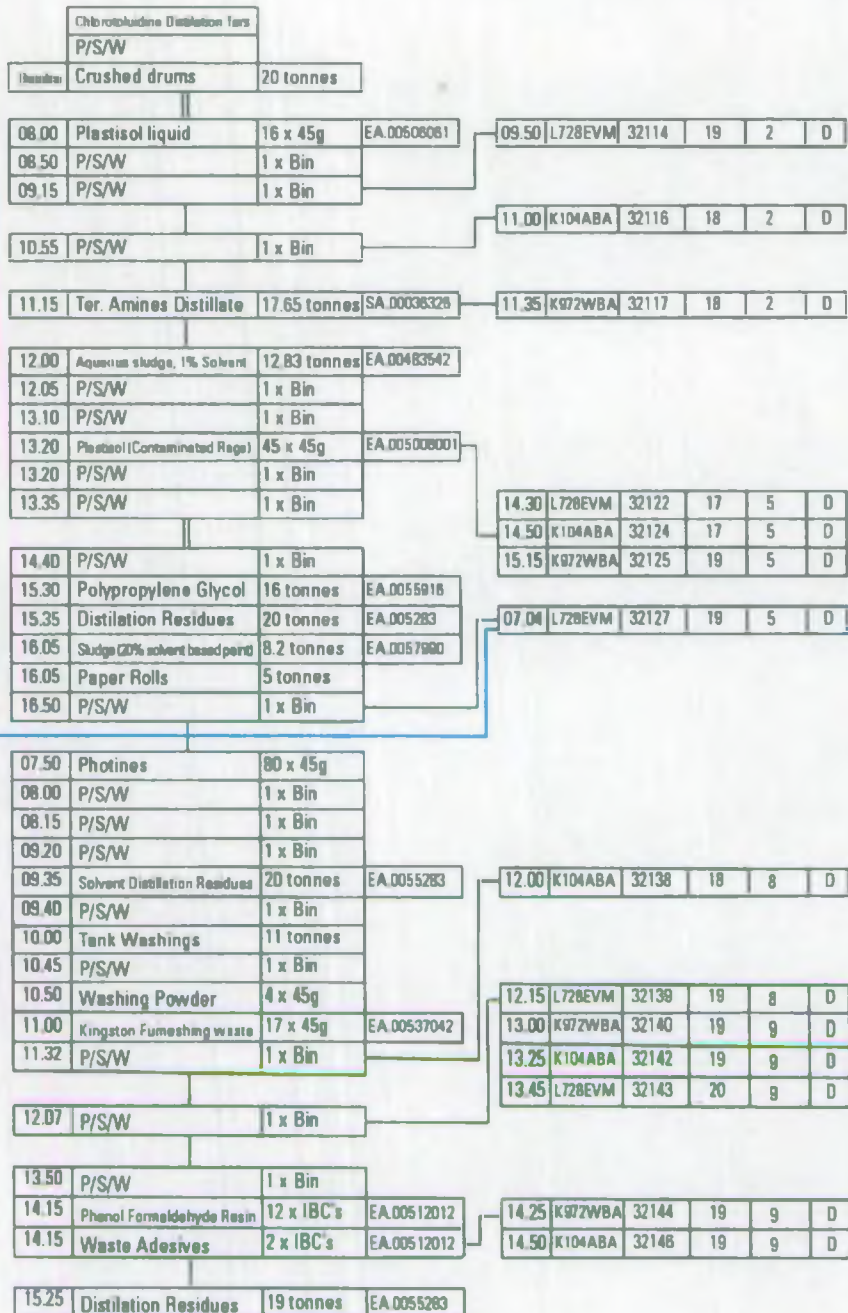 Chlorotoluidine Distilation Tars
P/S/W
Crushed drums 20 tonnes
08.00 Plastisol liquid 16 x 45g EA.00508081 09.50 L728EVM 32114 19 2 D
08.50 P/S/W 1 x Bin
09.15 P/S/W 1 x Bin
11.00 K104ABA 32116 18 2 D
10.55 P/S/W 1 x Bin
11.15 Ter. Amines Distillate 17.65 tonnes SA.00036326 11.35 K972WBA 32117 18 2 D
12.00 Aqueous sludge, 1% Solvent 12.83 tonnes EA.00483542
12.05 P/S/W 1 x Bin
13.10 P/S/W 1 x Bin
13.20 Plastisol (Contaminated Rags) 45 x 45g EA.005008001
13.20 P/S/W 1 x Bin
13.35 P/S/W 1 x Bin
14.30 L728EVM 32122 17 5 D
14.50 K104ABA 32124 17 5 D
15.15 K972WBA 32125 19 5 D
14.40 P/S/W 1 x Bin
15.30 Polypropylene Glycol 16 tonnes EA.0055916
15.35 Distilation Residues 20 tonnes EA.005283
07.04 L728EVM 32127 19 5 D
16.05 Sludge (20% solvent based paint) 8.2 tonnes EA.0057990
16.05 Paper Rolls 5 tonnes
16.50 P/S/W 1 x Bin
07.50 Photines 80 x 45g
08.00 P/S/W 1 x Bin
08.15 P/S/W 1 x Bin
09.20 P/S/W 1 x Bin
09.35 Solvent Distillation Residues 20 tonnes EA.0055283 12.00 K104ABA 32138 18 8 D
09.40 P/S/W 1 x Bin
10.00 Tank Washings 11 tonnes
10.45 P/S/W 1 x Bin
10.50 Washing Powder 4 x 45g
11.00 Kingston Fumeshing waste 17 x 45g EA.00537042
11.32 P/S/W 1 x Bin
12.15 L728EVM 32139 19 8 D
13.00 K972WBA 32140 19 9 D
13.25 K104ABA 32142 19 9 D
13.45 L728EVM 32143 20 9 D
12.07 P/S/W 1 x Bin
13.50 P/S/W 1 x Bin
14.15 Phenol Formaldehyde Resin 12 x IBC's EA.00512012 14.25 K972WBA 32144 19 9 D
14.15 Waste Adesives 2 x IBC's EA.00512012 14.50 K104ABA 32146 19 9 D
15.25 Distilation Residues 19 tonnes EA.0055283